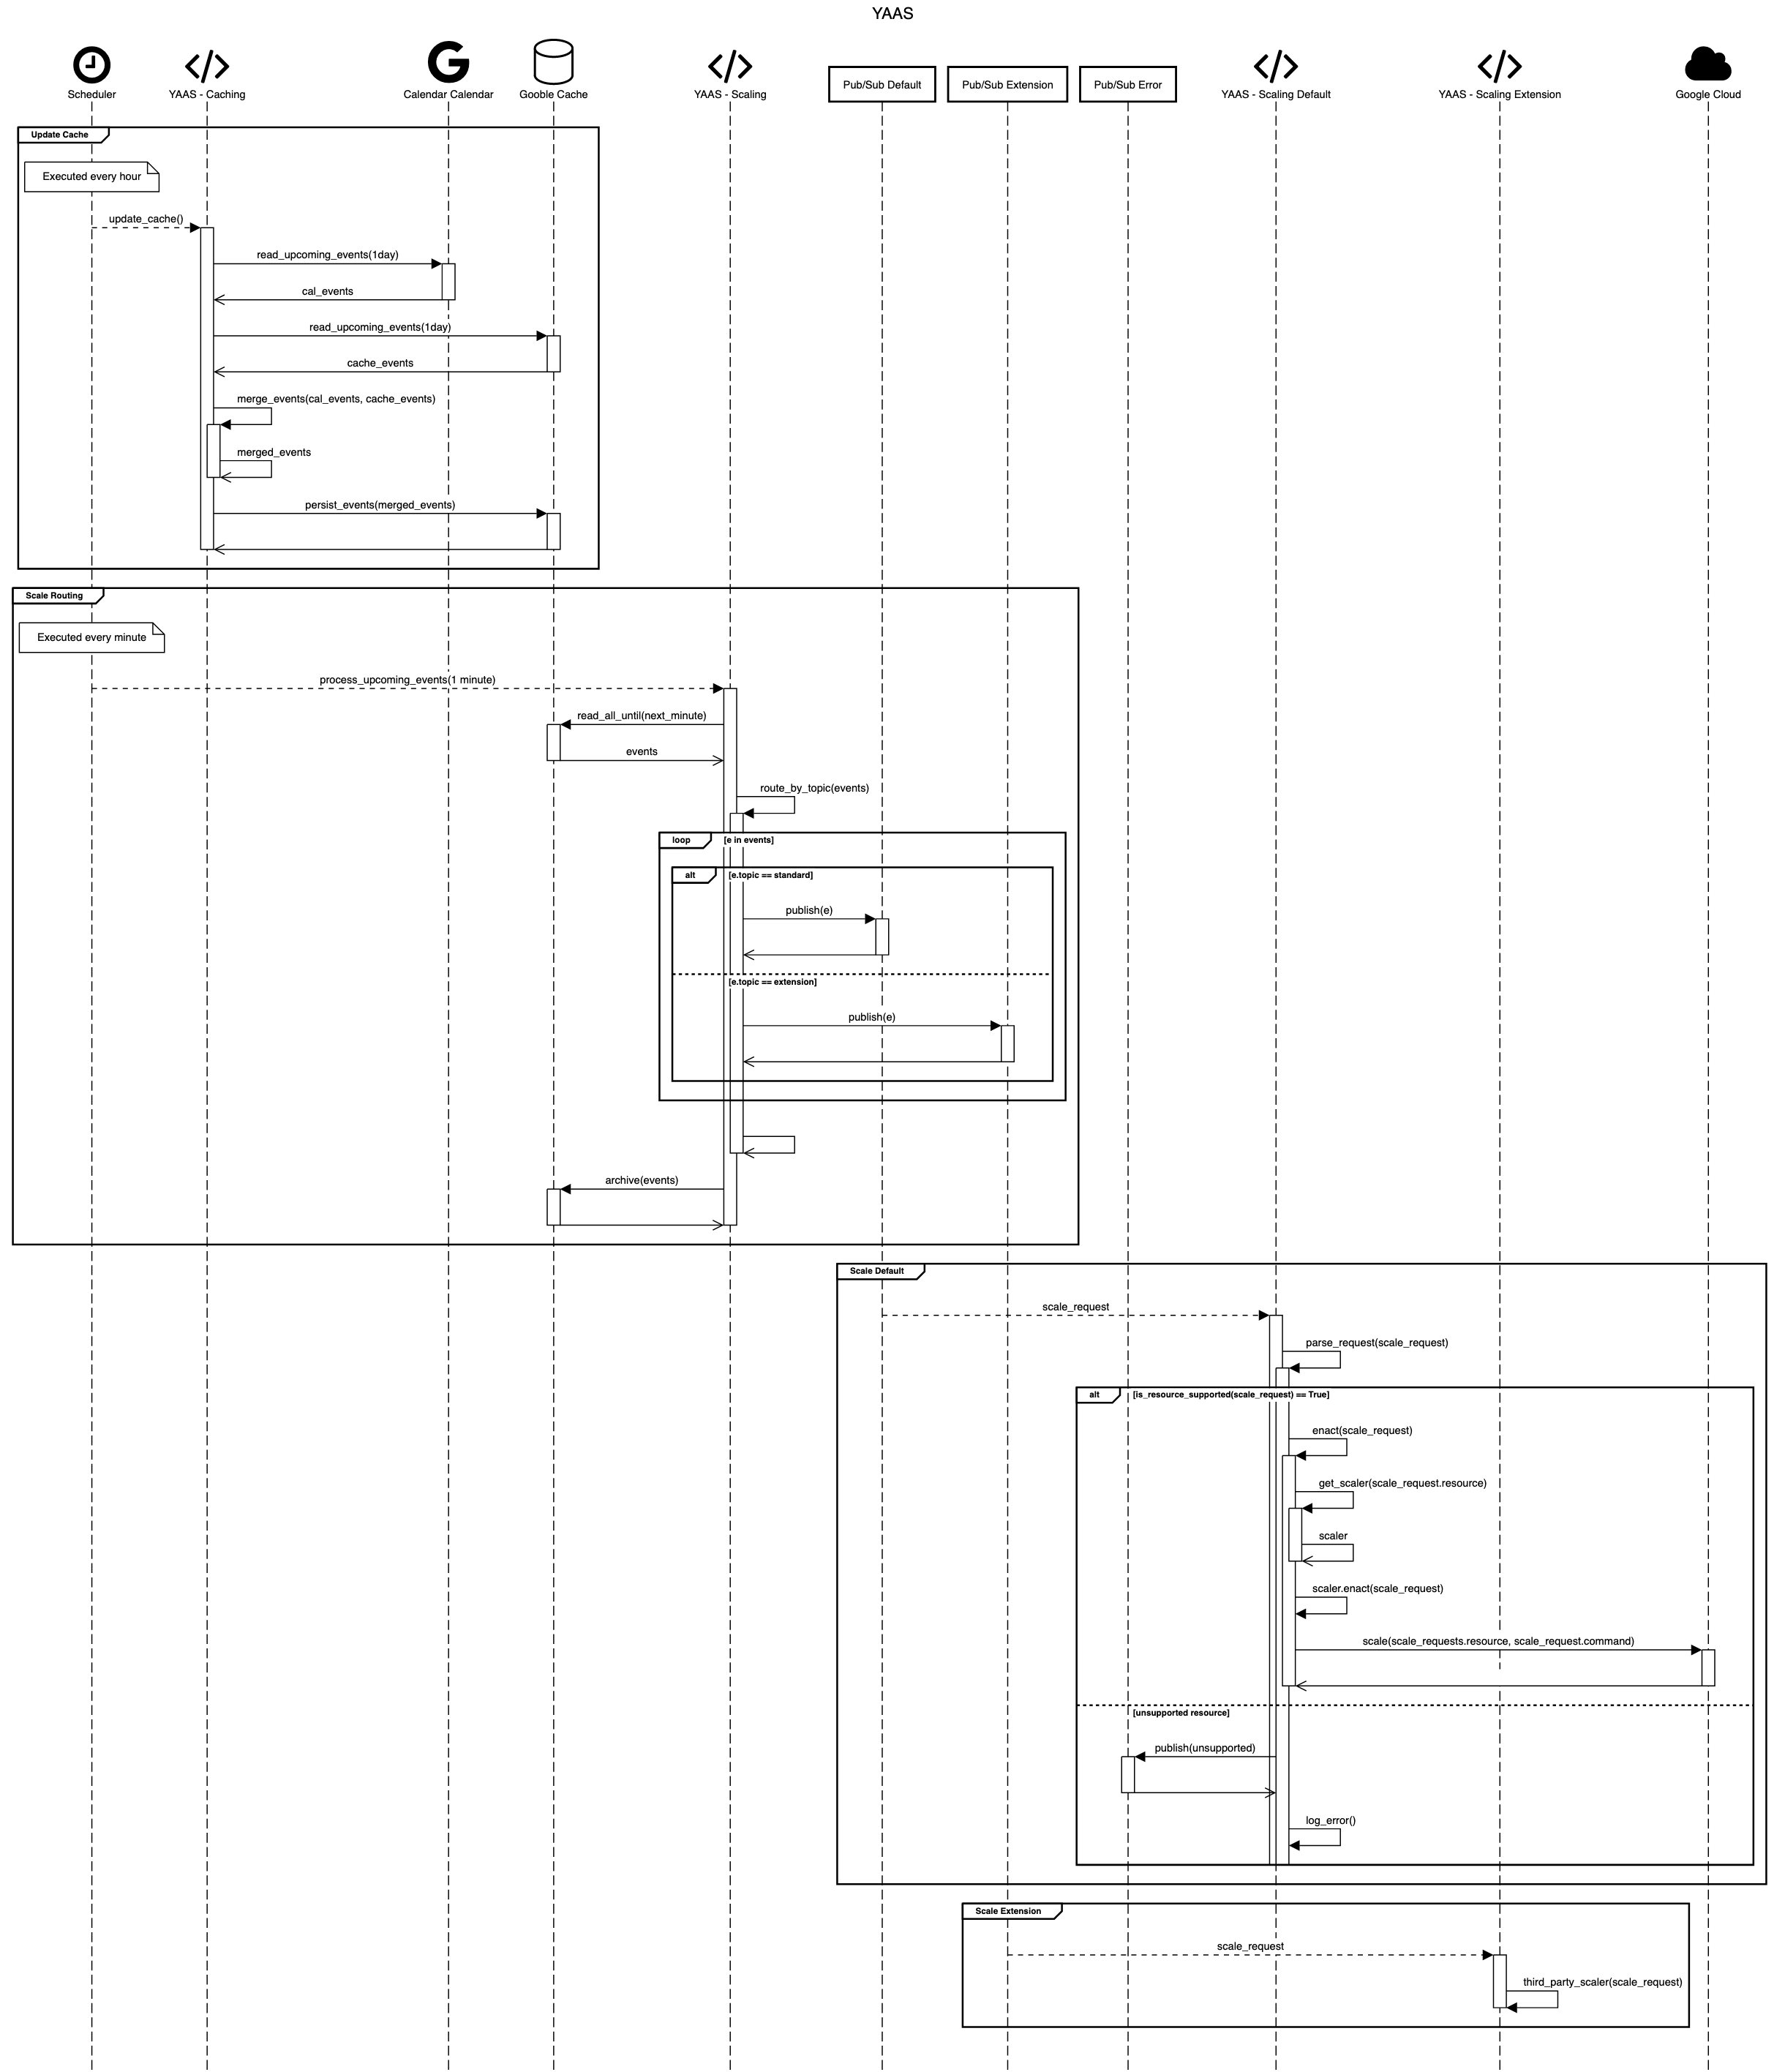 YAAS
Scheduler
YAAS - Caching
Calendar Calendar
Gooble Cache
YAAS - Scaling
Pub/Sub Default
Pub/Sub Extension
Pub/Sub Error
YAAS - Scaling Default
YAAS - Scaling Extension
Google Cloud
Update Cache
Executed every hour
update_cache()
read_upcoming_events(1day)
cal_events
read_upcoming_events(1day)
cache_events
merge_events(cal_events, cache_events)
merged_events
persist_events(merged_events)
Scale Routing
Executed every minute
process_upcoming_events(1 minute)
read_all_until(next_minute)
events
route_by_topic(events)
loop [e in events]
alt [e.topic == standard]
publish(e)
[e.topic == extension]
publish(e)
archive(events)
Scale Default
scale_request
parse_request(scale_request)
alt [is_resource_supported(scale_request) == True]
enact(scale_request)
get_scaler(scale_request.resource)
scaler
scaler.enact(scale_request)
scale(scale_requests.resource, scale_request.command)
[unsupported resource]
publish(unsupported)
log_error()
Scale Extension
scale_request
third_party_scaler(scale_request)